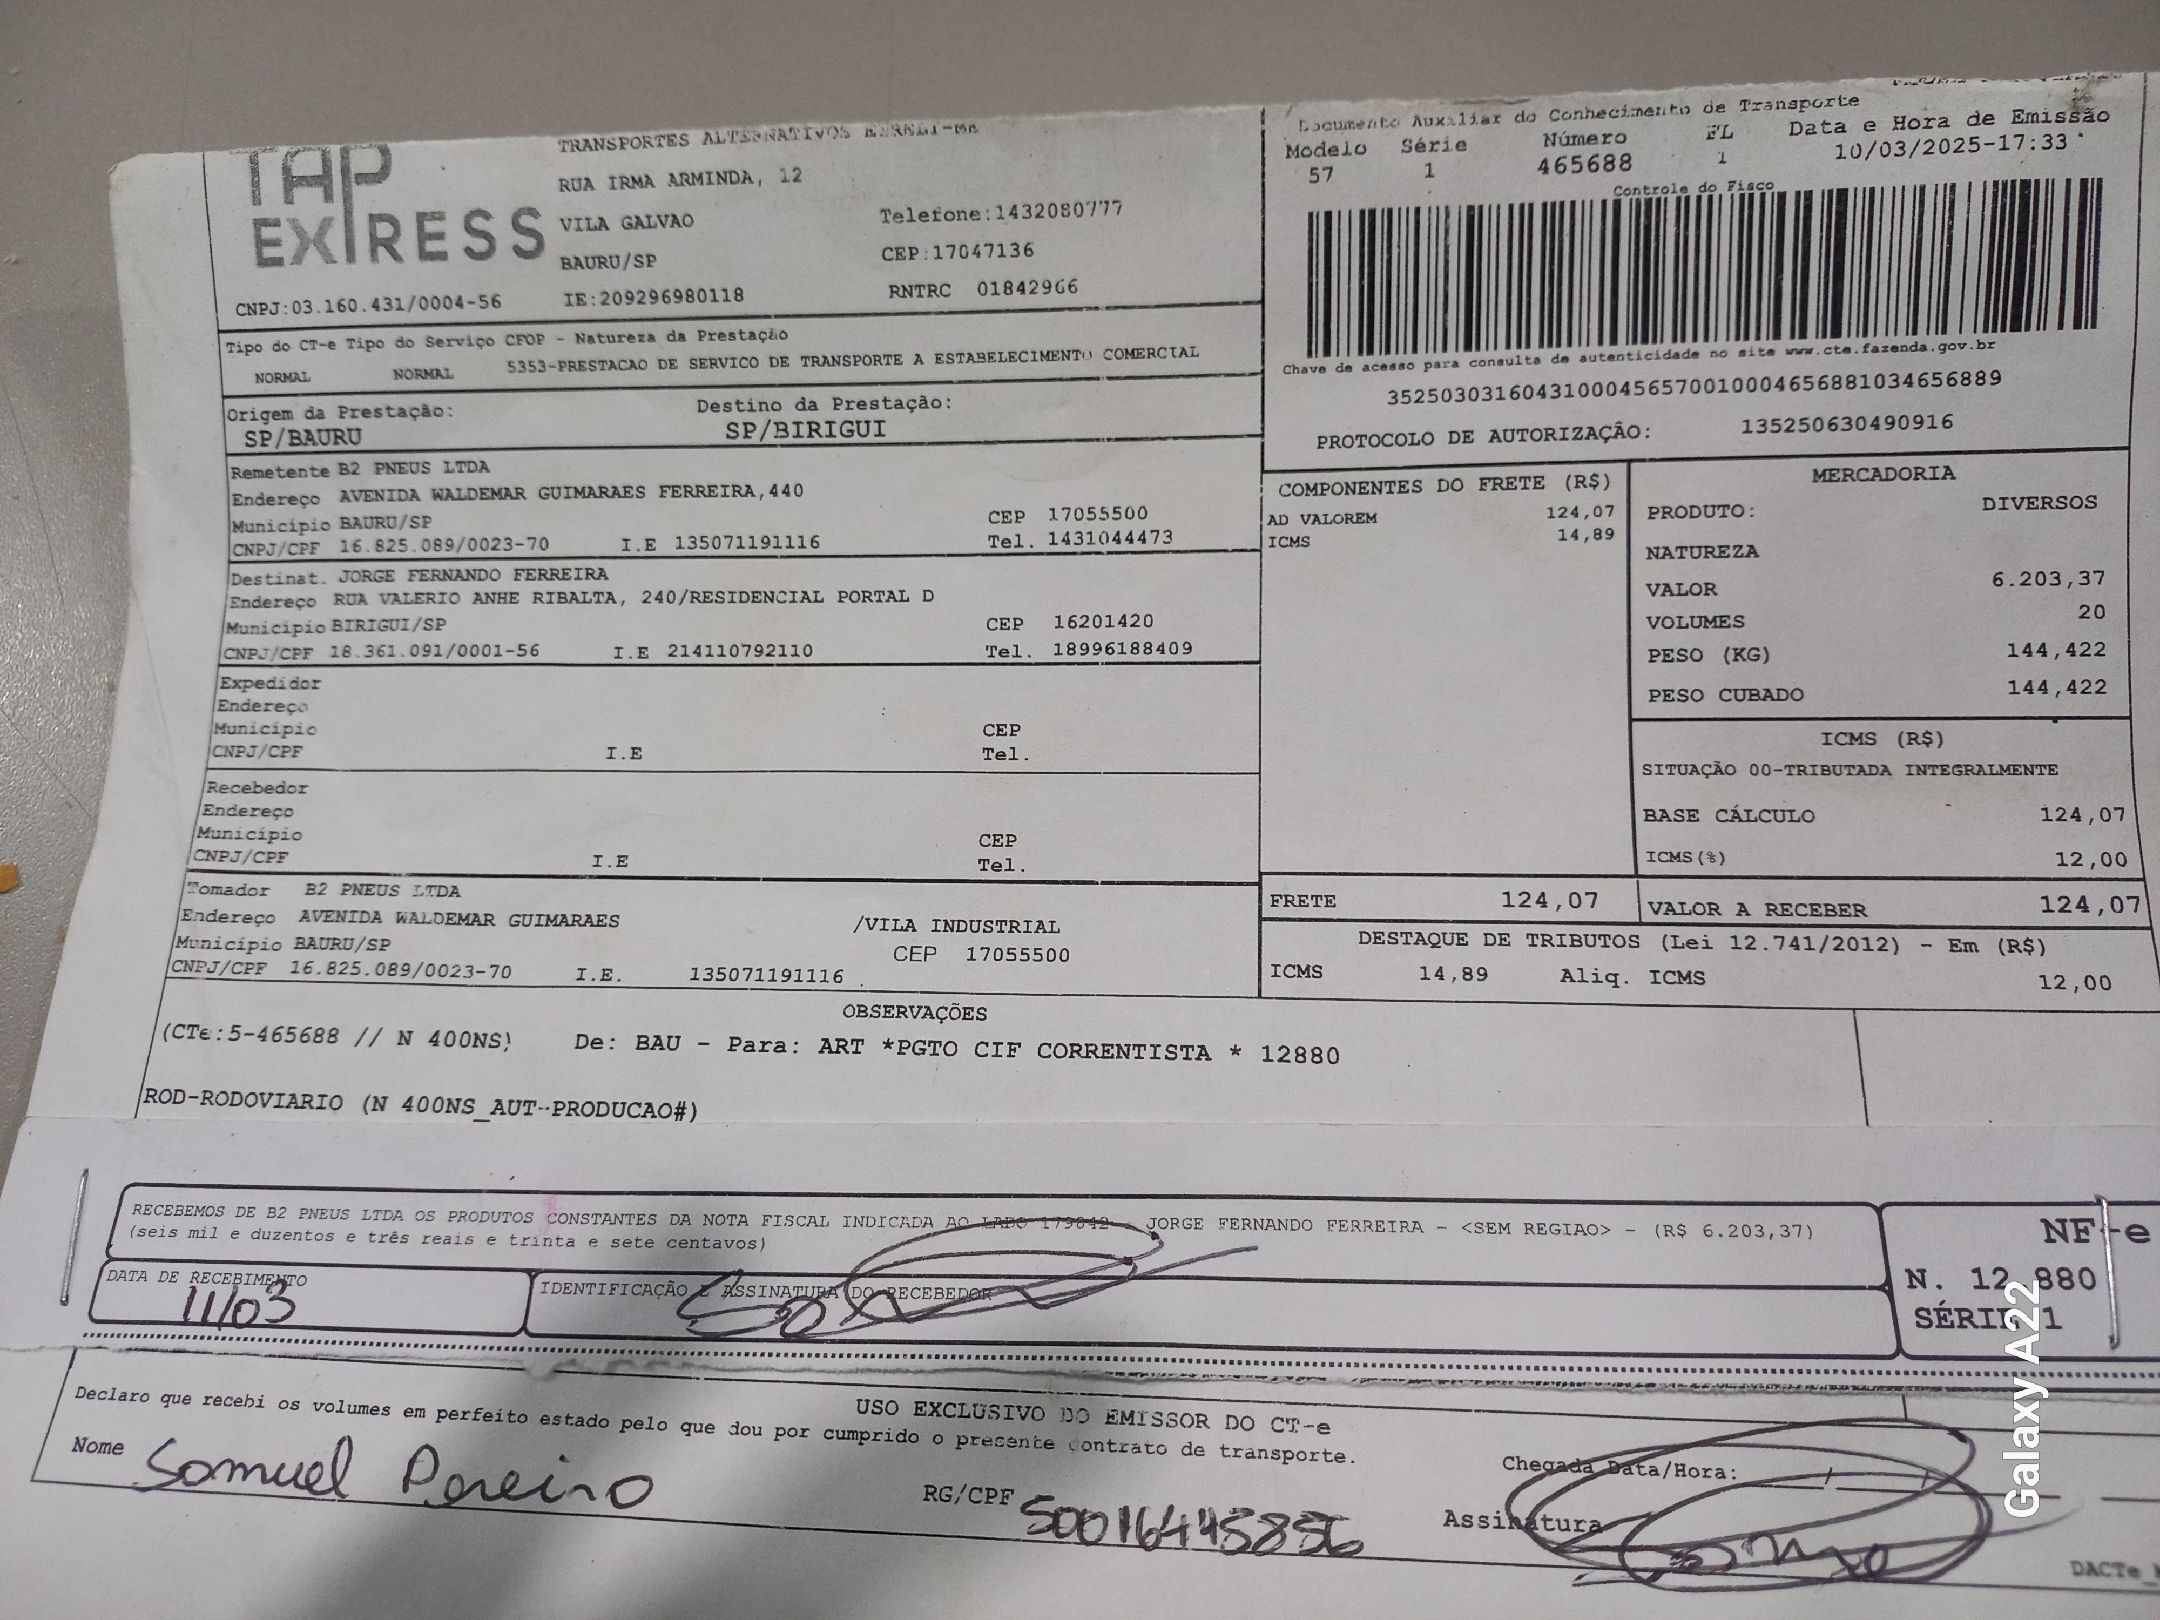 TAP
EXPRESS
TRANSPORTES ALTERNATIVOS
RUA IRMA ARMINDA, 12
VILA GALVAO Telefone:1432080777
BAURU/SP CEP:17047136
CNPJ:03.160.431/0004-56 IE:209296980118 RNTRC 01842966
Documento Auxiliar do Conhecimento de Transporte
Modelo Série Número FL Data e Hora de Emissão
57 1 465688 1 10/03/2025-17:33
Controle do Fisco
Chave de acesso para consulta de autenticidade no site www.cte.fazenda.gov.br
35250303160431000456570010004656881034656889
PROTOCOLO DE AUTORIZAÇÃO: 135250630490916
Tipo do CT-e Tipo do Serviço CFOP - Natureza da Prestação
NORMAL NORMAL 5353-PRESTACAO DE SERVICO DE TRANSPORTE A ESTABELECIMENTO COMERCIAL
Origem da Prestação: Destino da Prestação:
SP/BAURU SP/BIRIGUI
Remetente B2 PNEUS LTDA
Endereço AVENIDA WALDEMAR GUIMARAES FERREIRA,440
Município BAURU/SP CEP 17055500
CNPJ/CPF 16.825.089/0023-70 I.E 135071191116 Tel. 1431044473
Destinat. JORGE FERNANDO FERREIRA
Endereço RUA VALERIO ANHE RIBALTA, 240/RESIDENCIAL PORTAL D
Município BIRIGUI/SP CEP 16201420
CNPJ/CPF 18.361.091/0001-56 I.E 214110792110 Tel. 18996188409
Expedidor
Endereço
Município CEP
CNPJ/CPF I.E Tel.
Recebedor
Endereço
Município CEP
CNPJ/CPF I.E Tel.
Tomador B2 PNEUS LTDA
Endereço AVENIDA WALDEMAR GUIMARAES /VILA INDUSTRIAL
Município BAURU/SP CEP 17055500
CNPJ/CPF 16.825.089/0023-70 I.E. 135071191116
COMPONENTES DO FRETE (R$)
AD VALOREM 124,07
ICMS 14,89
MERCADORIA
PRODUTO: DIVERSOS
NATUREZA
VALOR 6.203,37
VOLUMES 20
PESO (KG) 144,422
PESO CUBADO 144,422
ICMS (R$)
SITUAÇÃO 00-TRIBUTADA INTEGRALMENTE
BASE CÁLCULO 124,07
ICMS(%) 12,00
FRETE 124,07 VALOR A RECEBER 124,07
DESTAQUE DE TRIBUTOS (Lei 12.741/2012) - Em (R$)
ICMS 14,89 Aliq. ICMS 12,00
OBSERVAÇÕES
(CTe:5-465688 // N 400NS) De: BAU - Para: ART *PGTO CIF CORRENTISTA * 12880
ROD-RODOVIARIO (N 400NS_AUT-PRODUCAO#)
RECEBEMOS DE B2 PNEUS LTDA OS PRODUTOS CONSTANTES DA NOTA FISCAL INDICADA AO LADO 179042 - JORGE FERNANDO FERREIRA - <SEM REGIAO> - (R$ 6.203,37)
(seis mil e duzentos e três reais e trinta e sete centavos)
DATA DE RECEBIMENTO IDENTIFICAÇÃO E ASSINATURA DO RECEBEDOR
11/03
NF-e
N. 12.880
SÉRIE 1
USO EXCLUSIVO DO EMISSOR DO CT-e
Declaro que recebi os volumes em perfeito estado pelo que dou por cumprido o presente contrato de transporte.
Nome Samuel Pereira RG/CPF 50016445856
Chegada Data/Hora: / /
Assinatura
DACTe
Galaxy A22